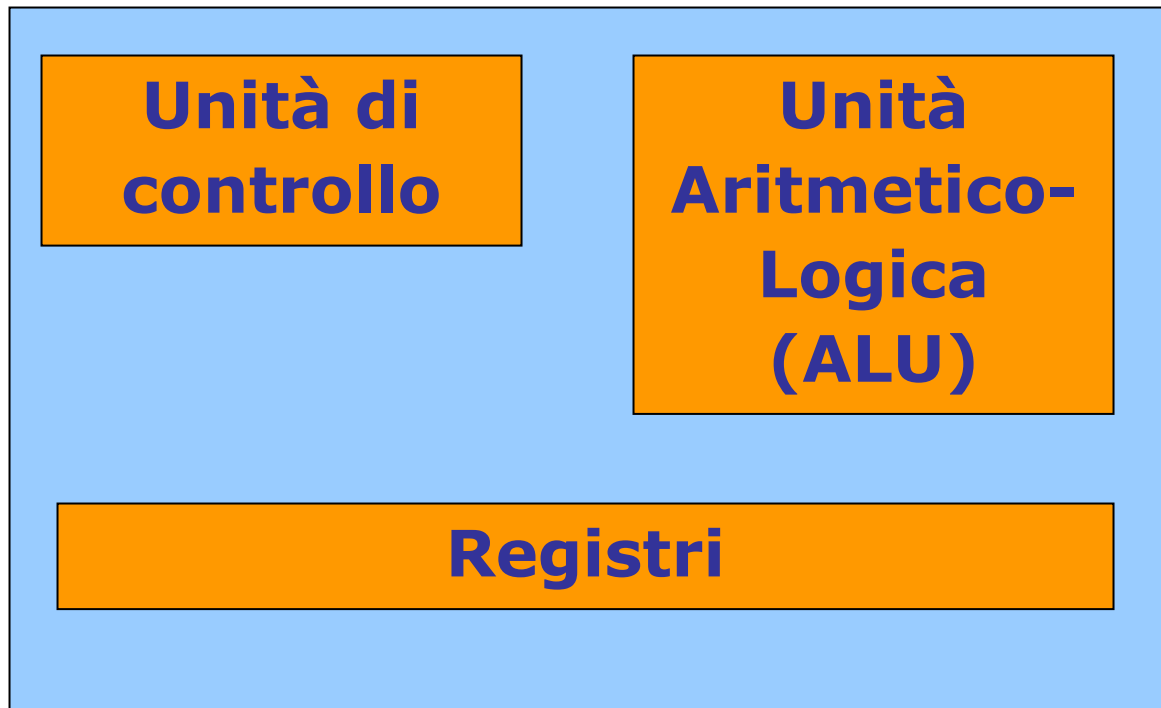 Unità di
controllo
Unità
Aritmetico-
Logica
(ALU)
Registri